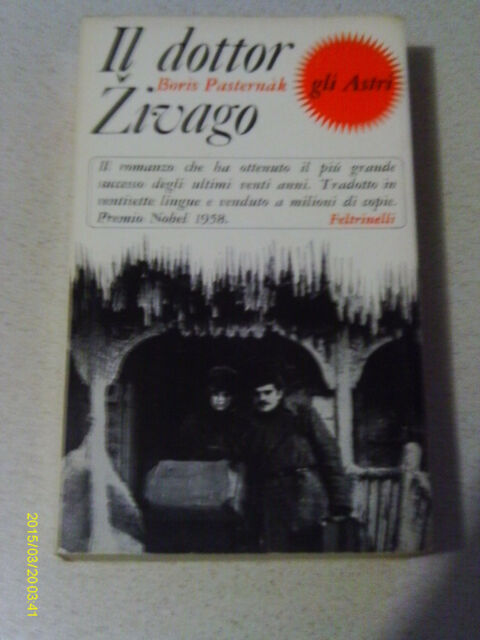 Il dottor
Boris Pasternàk
Živago
gli Astri
Il romanzo che ha ottenuto il più grande
successo degli ultimi venti anni. Tradotto in
ventisette lingue e venduto a milioni di copie.
Premio Nobel 1958. Feltrinelli
2015/03/20 03:41